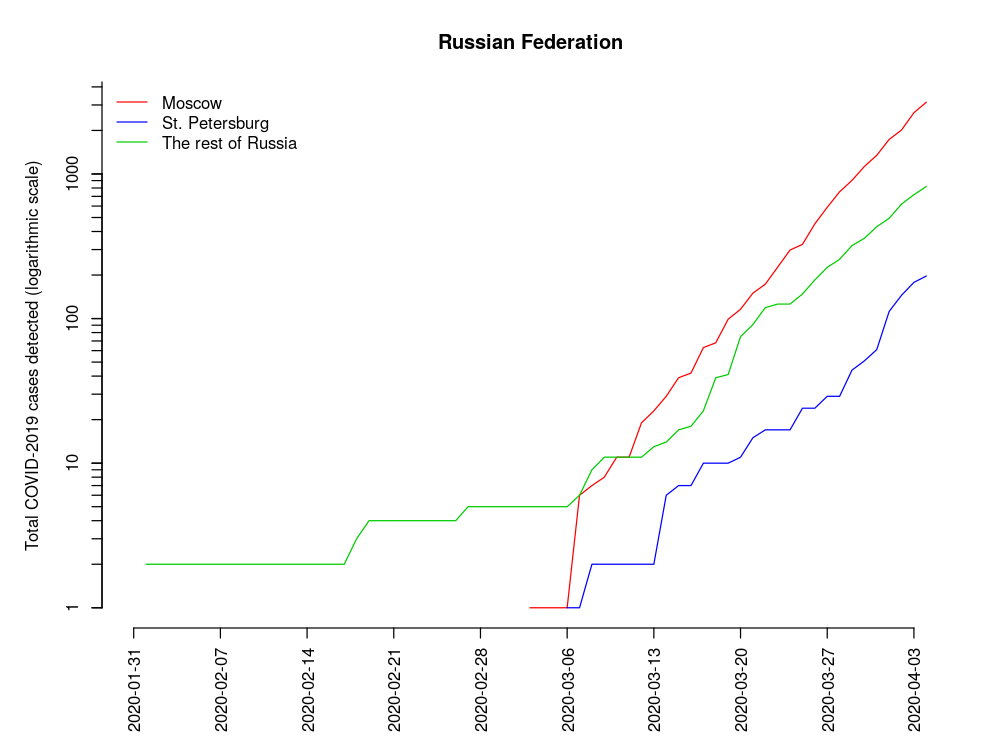 Russian Federation
Moscow
St. Petersburg
The rest of Russia
Total COVID-2019 cases detected (logarithmic scale)
1000
100
10
1
2020-01-31
2020-02-07
2020-02-14
2020-02-21
2020-02-28
2020-03-06
2020-03-13
2020-03-20
2020-03-27
2020-04-03